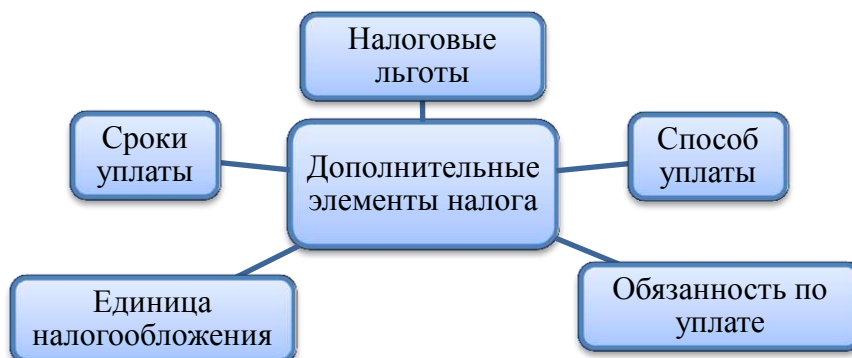 Налоговые
льготы
Сроки
уплаты
Дополнительные
элементы налога
Способ
уплаты
Единица
налогообложения
Обязанность по
уплате